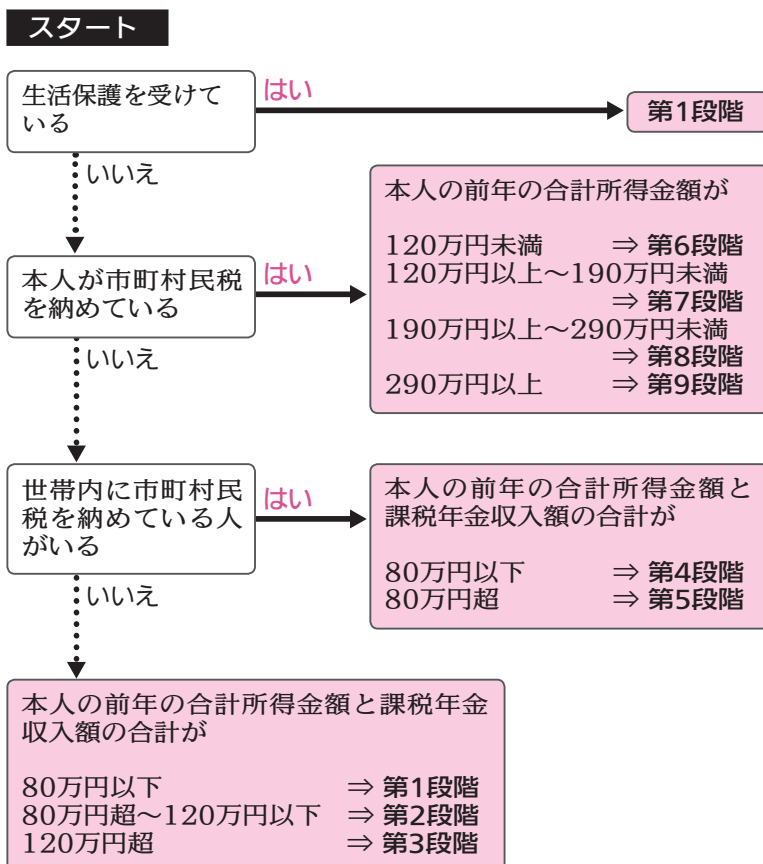 スタート
生活保護を受けて
いる
はい
第1段階
いいえ
本人が市町村民税
を納めている
はい
本人の前年の合計所得金額が
120万円未満 ⇒ 第6段階
120万円以上～190万円未満
⇒ 第7段階
190万円以上～290万円未満
⇒ 第8段階
290万円以上 ⇒ 第9段階
いいえ
世帯内に市町村民
税を納めている人
がいる
はい
本人の前年の合計所得金額と
課税年金収入額の合計が
80万円以下 ⇒ 第4段階
80万円超 ⇒ 第5段階
いいえ
本人の前年の合計所得金額と課税年金
収入額の合計が
80万円以下 ⇒ 第1段階
80万円超～120万円以下 ⇒ 第2段階
120万円超 ⇒ 第3段階